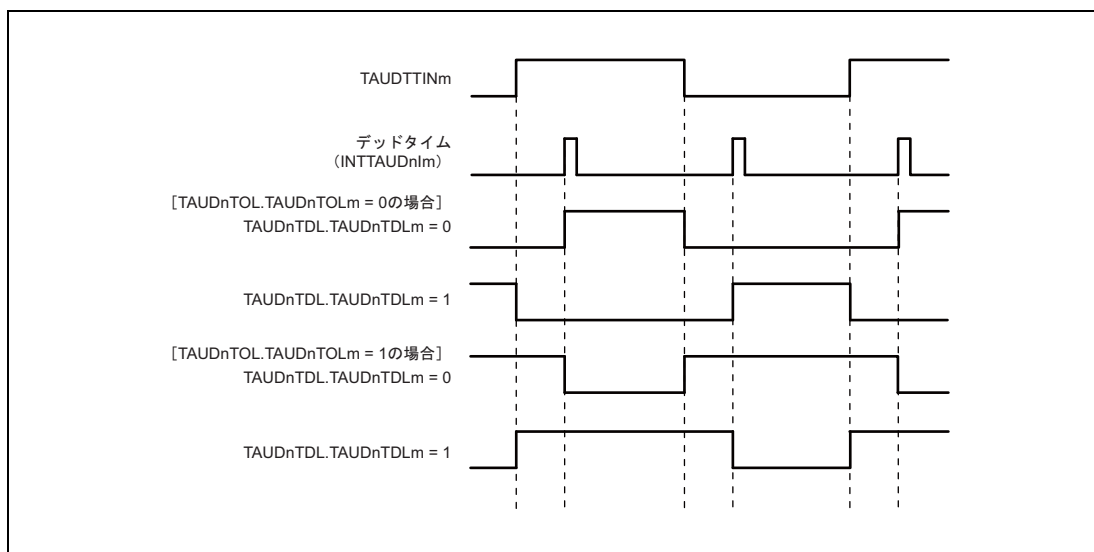 TAUDTTINm
デッドタイム
（INTTAUDnIm）
［TAUDnTOL.TAUDnTOLm = 0の場合］
TAUDnTDL.TAUDnTDLm = 0
TAUDnTDL.TAUDnTDLm = 1
［TAUDnTOL.TAUDnTOLm = 1の場合］
TAUDnTDL.TAUDnTDLm = 0
TAUDnTDL.TAUDnTDLm = 1